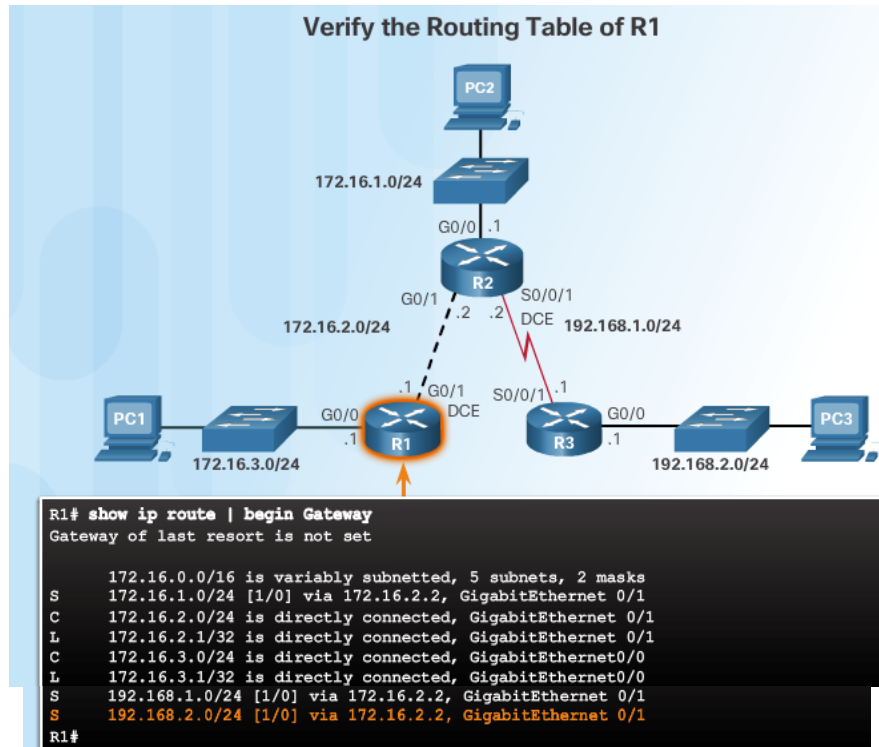 Verify the Routing Table of R1
PC2
172.16.1.0/24
G0/0 .1
R2
G0/1 S0/0/1
.2 .2 DCE
172.16.2.0/24 192.168.1.0/24
.1 G0/1 S0/0/1 .1
DCE
PC1 G0/0 R1 R3 G0/0 PC3
.1 .1
172.16.3.0/24 192.168.2.0/24
R1# show ip route | begin Gateway
Gateway of last resort is not set
172.16.0.0/16 is variably subnetted, 5 subnets, 2 masks
S 172.16.1.0/24 [1/0] via 172.16.2.2, GigabitEthernet 0/1
C 172.16.2.0/24 is directly connected, GigabitEthernet 0/1
L 172.16.2.1/32 is directly connected, GigabitEthernet 0/1
C 172.16.3.0/24 is directly connected, GigabitEthernet0/0
L 172.16.3.1/32 is directly connected, GigabitEthernet0/0
S 192.168.1.0/24 [1/0] via 172.16.2.2, GigabitEthernet 0/1
S 192.168.2.0/24 [1/0] via 172.16.2.2, GigabitEthernet 0/1
R1#